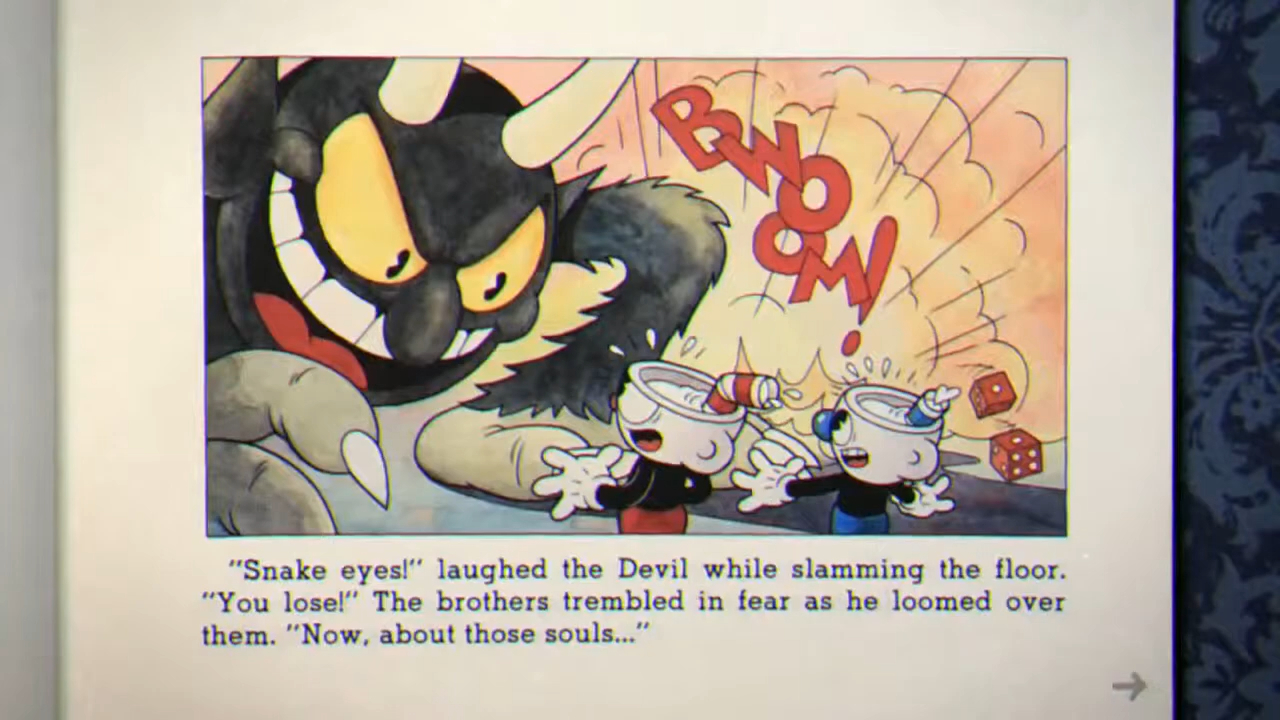 BWOOM!
"Snake eyes!" laughed the Devil while slamming the floor.
"You lose!" The brothers trembled in fear as he loomed over
them. "Now, about those souls..."